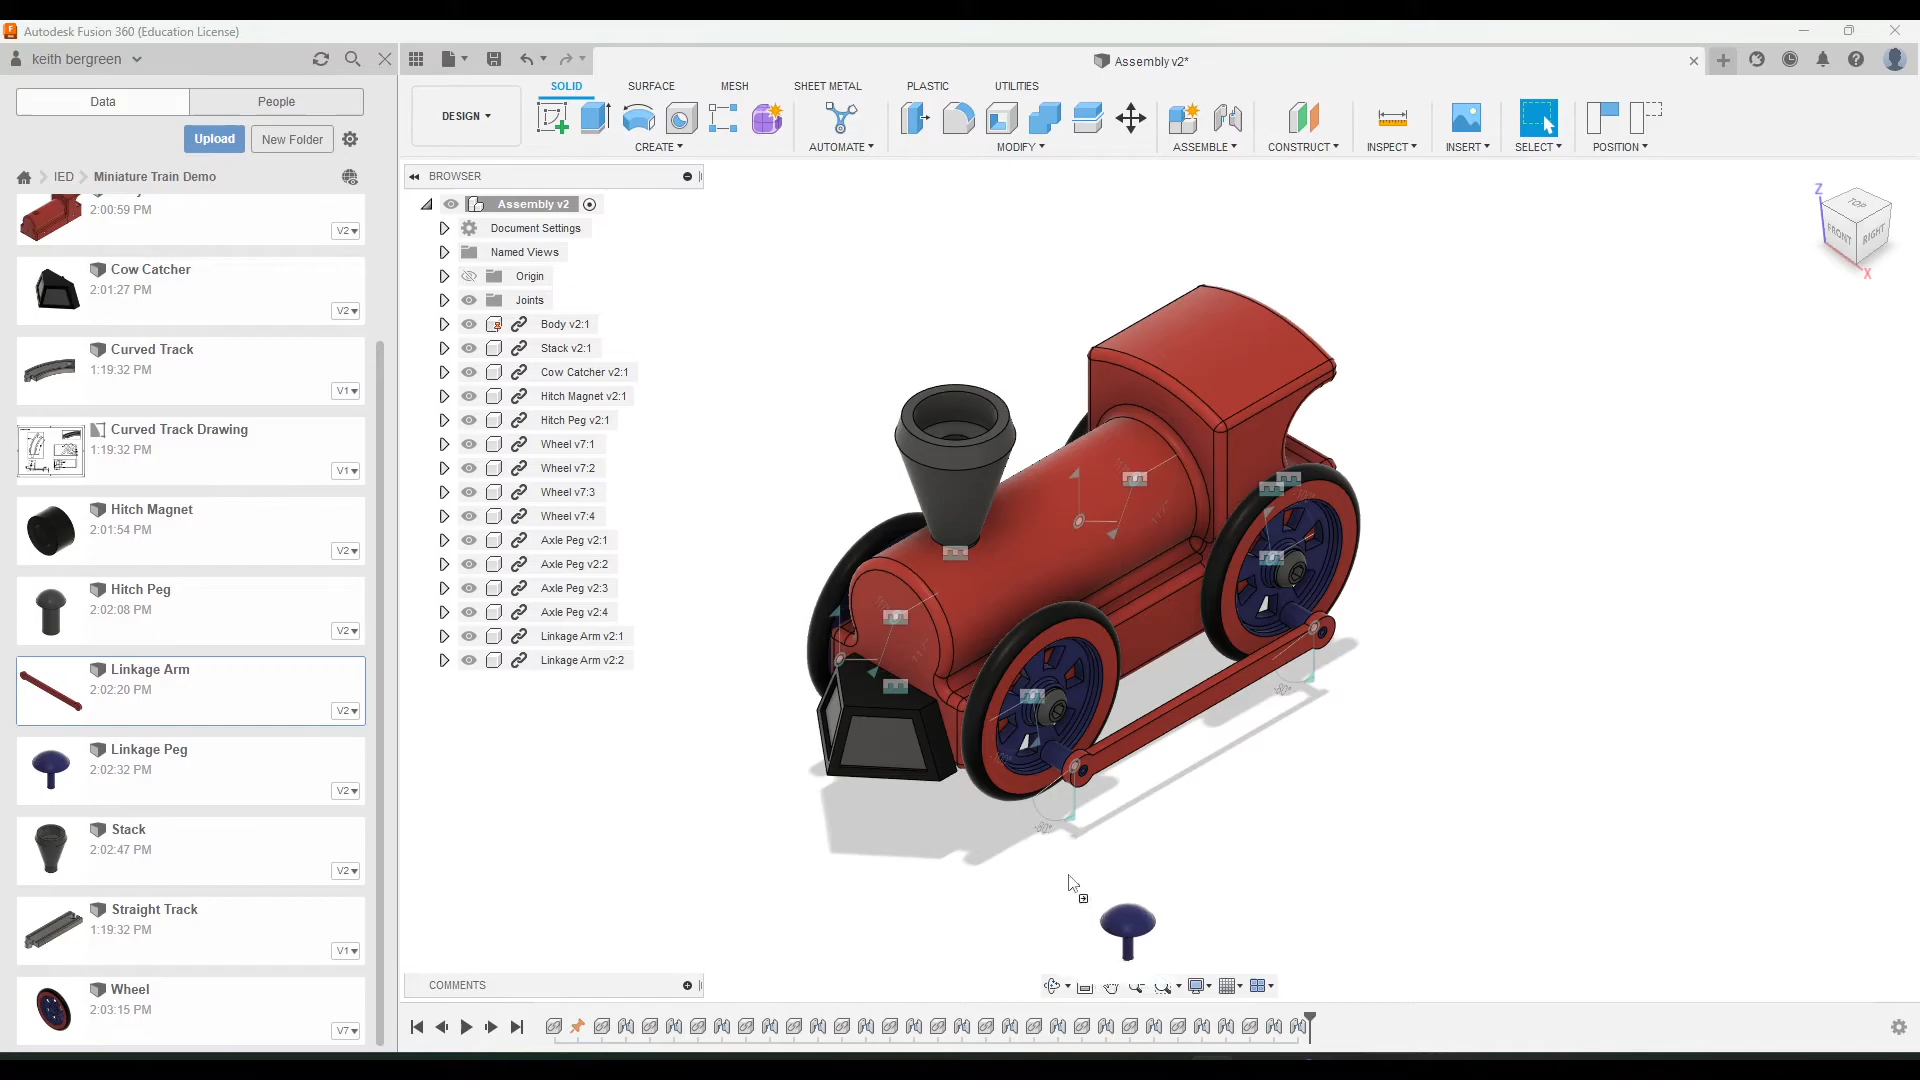 Autodesk Fusion 360 (Education License)
keith bergreen
Assembly v2*
Data
People
Upload
New Folder
IED
Miniature Train Demo
2:00:59 PM
V2
Cow Catcher
2:01:27 PM
V2
Curved Track
1:19:32 PM
V1
Curved Track Drawing
1:19:32 PM
V1
Hitch Magnet
2:01:54 PM
V2
Hitch Peg
2:02:08 PM
V2
Linkage Arm
2:02:20 PM
V2
Linkage Peg
2:02:32 PM
V2
Stack
2:02:47 PM
V2
Straight Track
1:19:32 PM
V1
Wheel
2:03:15 PM
V7
DESIGN
SOLID
SURFACE
MESH
SHEET METAL
PLASTIC
UTILITIES
CREATE
AUTOMATE
MODIFY
ASSEMBLE
CONSTRUCT
INSPECT
INSERT
SELECT
POSITION
BROWSER
Assembly v2
Document Settings
Named Views
Origin
Joints
Body v2:1
Stack v2:1
Cow Catcher v2:1
Hitch Magnet v2:1
Hitch Peg v2:1
Wheel v7:1
Wheel v7:2
Wheel v7:3
Wheel v7:4
Axle Peg v2:1
Axle Peg v2:2
Axle Peg v2:3
Axle Peg v2:4
Linkage Arm v2:1
Linkage Arm v2:2
Z
TOP
FRONT
RIGHT
X
COMMENTS